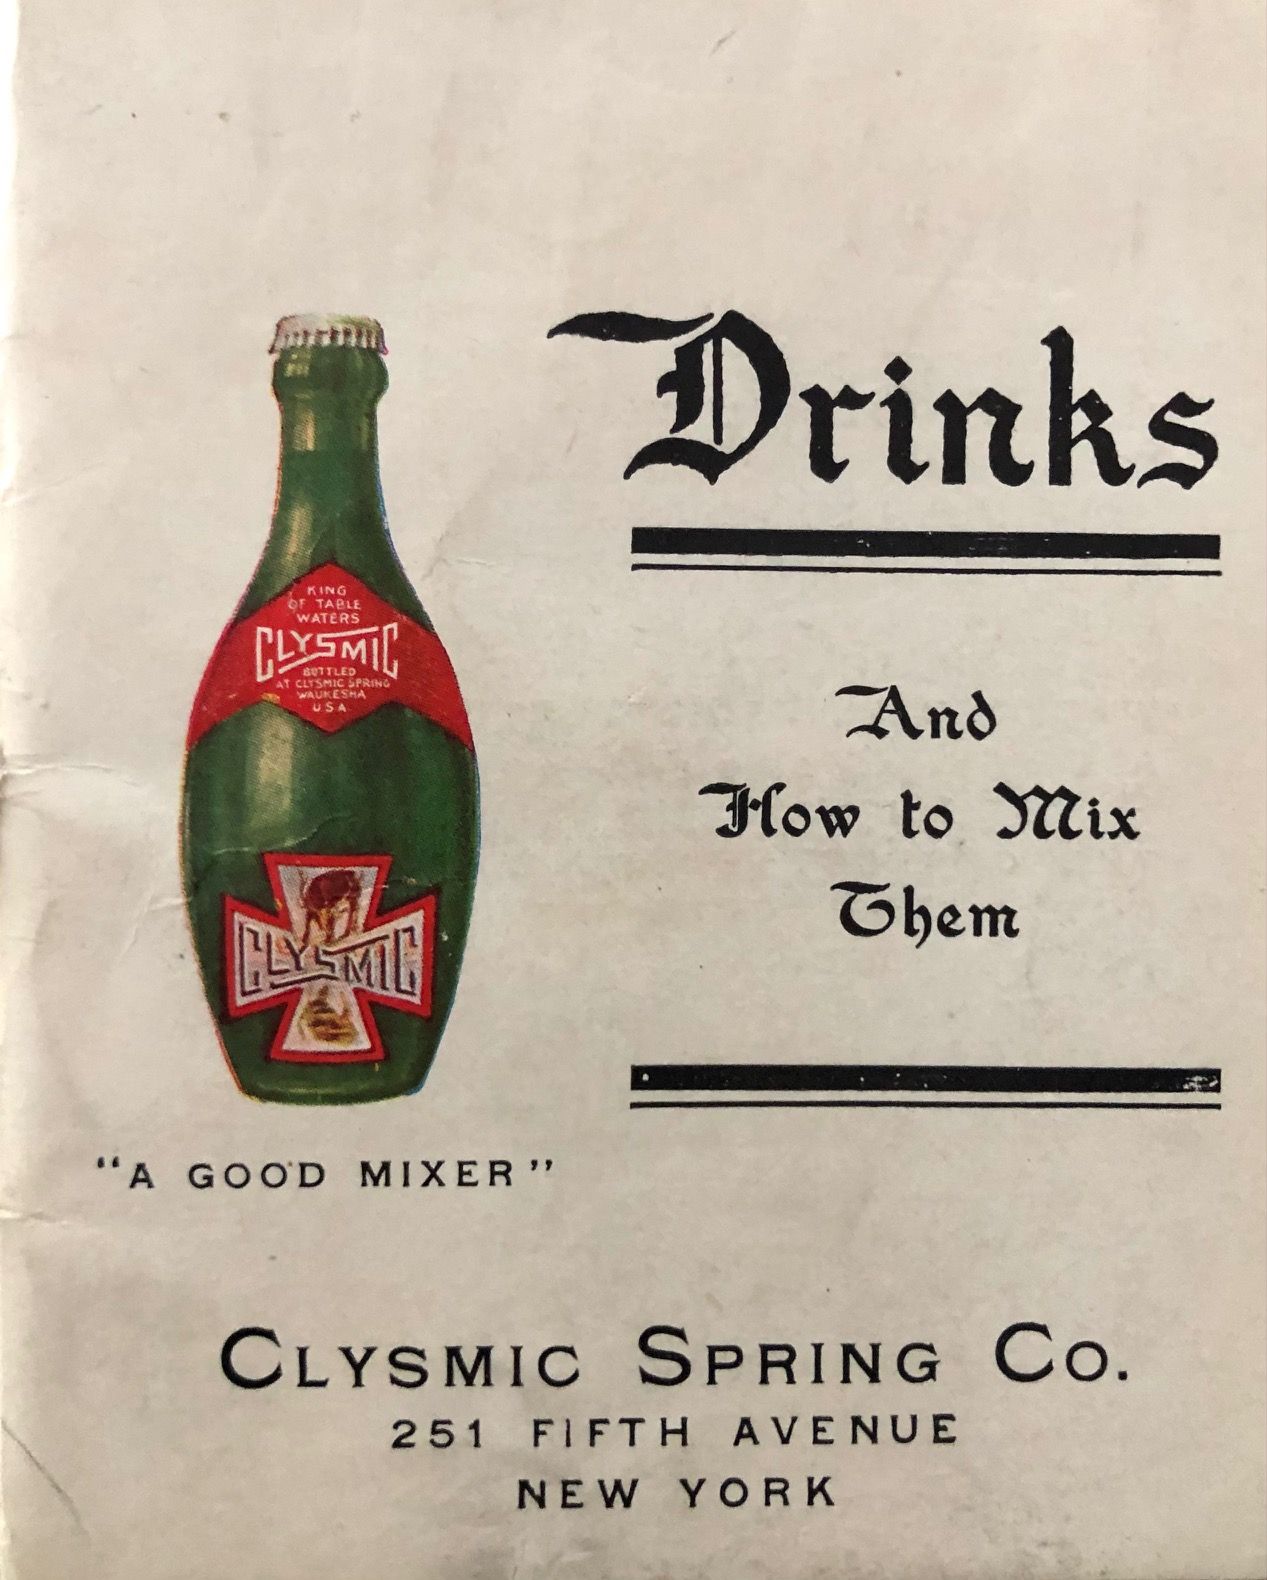 Drinks
And
How to Mix
Them
KING
OF TABLE
WATERS
CLYSMIC
BOTTLED
AT CLYSMIC SPRING
WAUKESHA
U.S.A.
CLYSMIC
"A GOOD MIXER"
CLYSMIC SPRING CO.
251 FIFTH AVENUE
NEW YORK